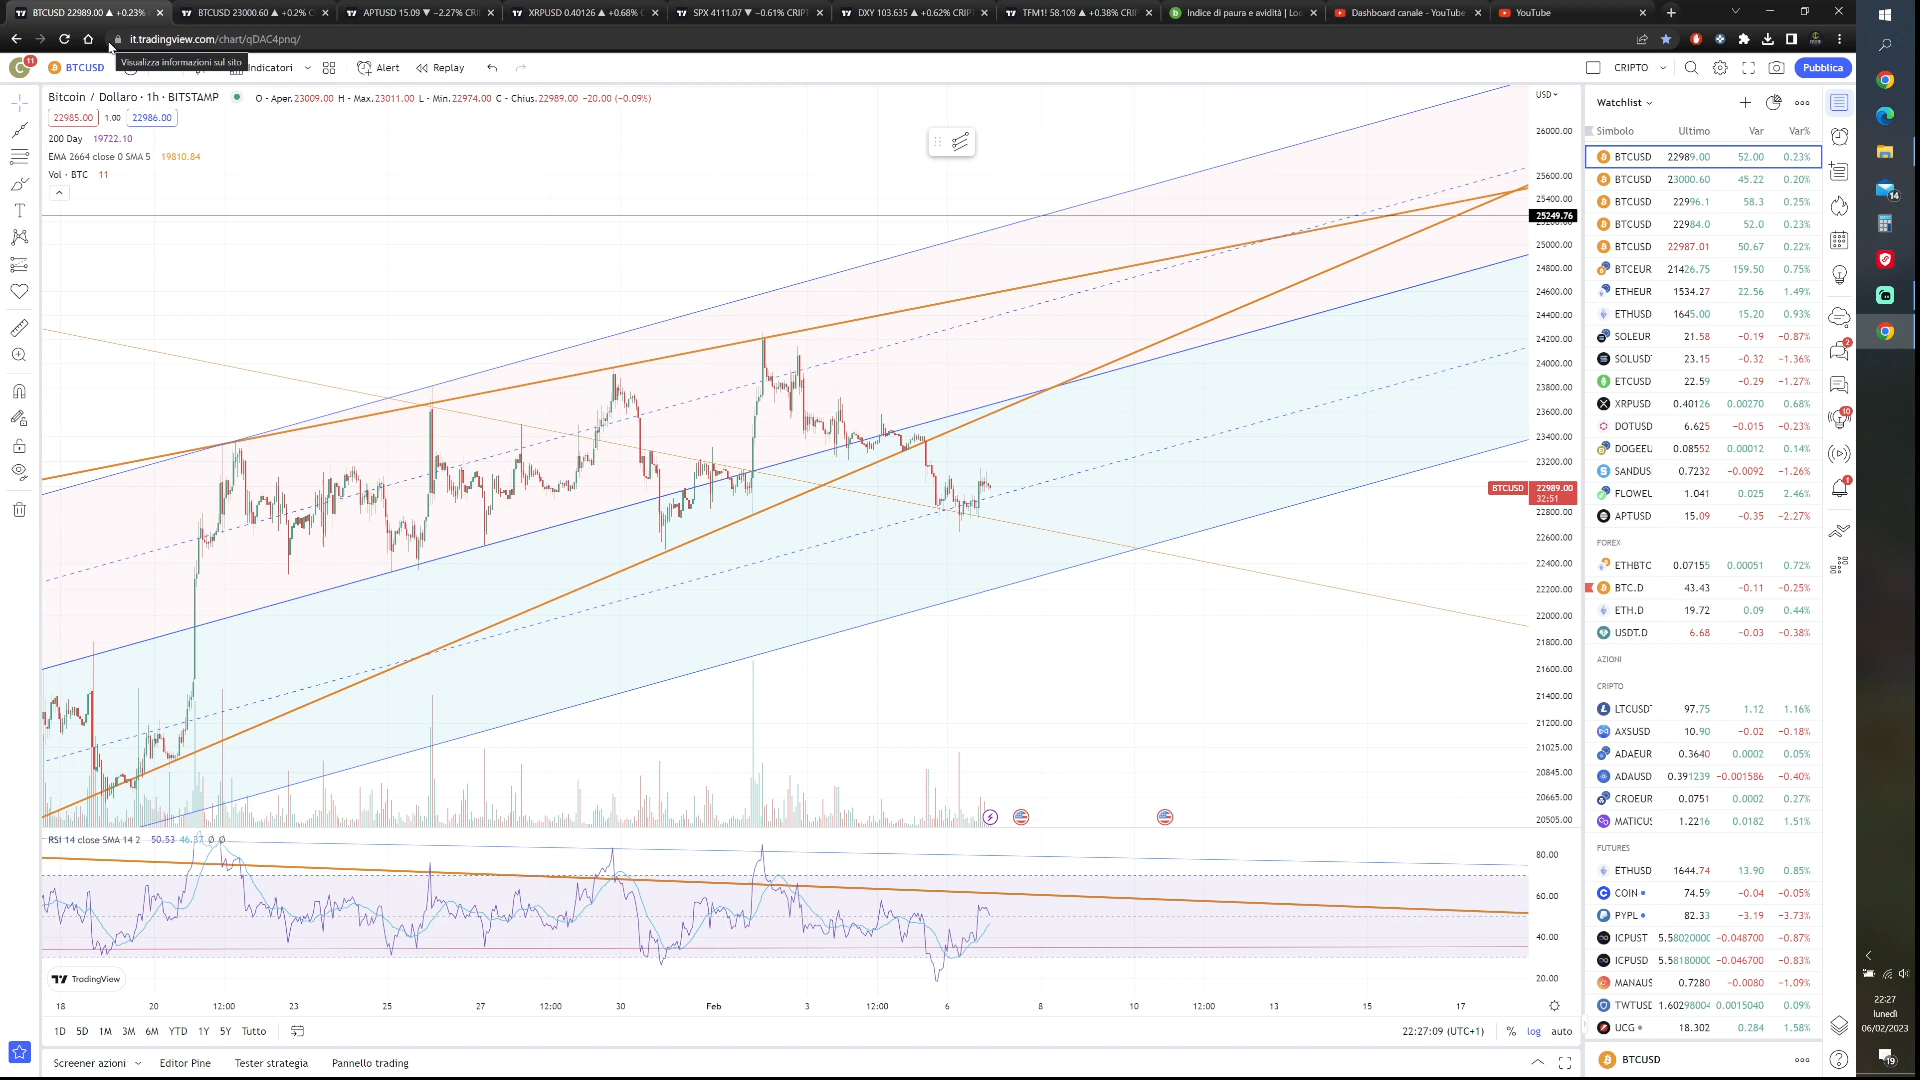 BTCUSD 22989.00 ▲ +0.23%
BTCUSD 23000.60 ▲ +0.2% C
APTUSD 15.09 ▼ −2.27% CRI
XRPUSD 0.40126 ▲ +0.68% C
SPX 4111.07 ▼ −0.61% CRIPT
DXY 103.635 ▲ +0.62% CRIPT
TFM1! 58.109 ▲ +0.38% CRIP
Indice di paura e avidità | Loo
Dashboard canale - YouTube
YouTube
it.tradingview.com/chart/qDAC4pnq/
Visualizza informazioni sul sito
C 11
BTCUSD
Indicatori
Alert
Replay
CRIPTO
Pubblica
Bitcoin / Dollaro · 1h · BITSTAMP
O - Aper.23009.00 H - Max.23011.00 L - Min.22974.00 C - Chius.22989.00 −20.00 (−0.09%)
22985.00 1.00 22986.00
200 Day 19722.10
EMA 2664 close 0 SMA 5 19810.84
Vol · BTC 11
USD
26000.00
25600.00
25400.00
25249.76
25000.00
24800.00
24600.00
24400.00
24200.00
24000.00
23800.00
23600.00
23400.00
23200.00
BTCUSD 22989.00
32:51
22800.00
22600.00
22400.00
22200.00
22000.00
21800.00
21600.00
21400.00
21200.00
21025.00
20845.00
20665.00
20505.00
RSI 14 close SMA 14 2 50.53 46.37 Ø Ø
80.00
60.00
40.00
20.00
TradingView
18 20 12:00 23 25 27 12:00 30 Feb 3 12:00 6 8 10 12:00 13 15 17
1D 5D 1M 3M 6M YTD 1Y 5Y Tutto
22:27:09 (UTC+1) % log auto
Screener azioni Editor Pine Tester strategia Pannello trading
Watchlist
Simbolo Ultimo Var Var%
BTCUSD 22989.00 52.00 0.23%
BTCUSD 23000.60 45.22 0.20%
BTCUSD 22996.1 58.3 0.25%
BTCUSD 22984.0 52.0 0.23%
BTCUSD 22987.01 50.67 0.22%
BTCEUR 21426.75 159.50 0.75%
ETHEUR 1534.27 22.56 1.49%
ETHUSD 1645.00 15.20 0.93%
SOLEUR 21.58 −0.19 −0.87%
SOLUSD 23.15 −0.32 −1.36%
ETCUSD 22.59 −0.29 −1.27%
XRPUSD 0.40126 0.00270 0.68%
DOTUSD 6.625 −0.015 −0.23%
DOGEEU 0.08552 0.00012 0.14%
SANDUS 0.7232 −0.0092 −1.26%
FLOWEU 1.041 0.025 2.46%
APTUSD 15.09 −0.35 −2.27%
FOREX
ETHBTC 0.07155 0.00051 0.72%
BTC.D 43.43 −0.11 −0.25%
ETH.D 19.72 0.09 0.44%
USDT.D 6.68 −0.03 −0.38%
AZIONI
CRIPTO
LTCUSD 97.75 1.12 1.16%
AXSUSD 10.90 −0.02 −0.18%
ADAEUR 0.3640 0.0002 0.05%
ADAUSD 0.391239 −0.001586 −0.40%
CROEUR 0.0751 0.0002 0.27%
MATICUS 1.2216 0.0182 1.51%
FUTURES
ETHUSD 1644.74 13.90 0.85%
COIN 74.59 −0.04 −0.05%
PYPL 82.33 −3.19 −3.73%
ICPUST 5.58020000 −0.048700 −0.87%
ICPUSD 5.58180000 −0.046700 −0.83%
MANAUS 0.7280 −0.0080 −1.09%
TWTUSD 1.60298004 0.0015040 0.09%
UCG 18.302 0.284 1.58%
BTCUSD
2
10
1
14
22:27
lunedì
06/02/2023
19